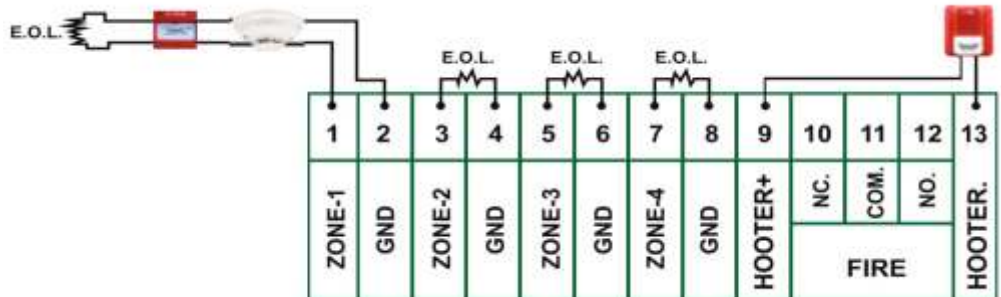 E.O.L.
E.O.L. E.O.L. E.O.L.
1 2 3 4 5 6 7 8 9 10 11 12 13
ZONE-1 GND ZONE-2 GND ZONE-3 GND ZONE-4 GND HOOTER+ NC. COM. NO. HOOTER.
FIRE